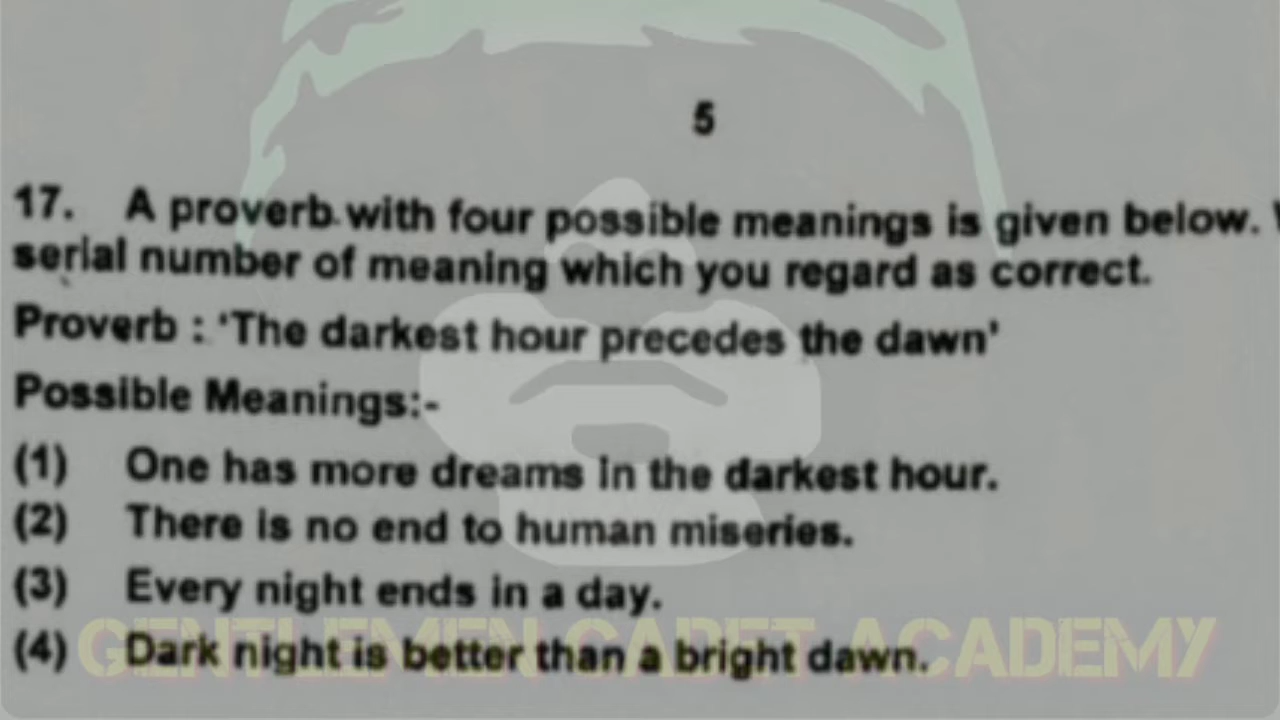 5
17. A proverb with four possible meanings is given below.
serial number of meaning which you regard as correct.
Proverb : 'The darkest hour precedes the dawn'
Possible Meanings:-
(1) One has more dreams in the darkest hour.
(2) There is no end to human miseries.
(3) Every night ends in a day.
(4) Dark night is better than a bright dawn.
GENTLEMEN CADET ACADEMY